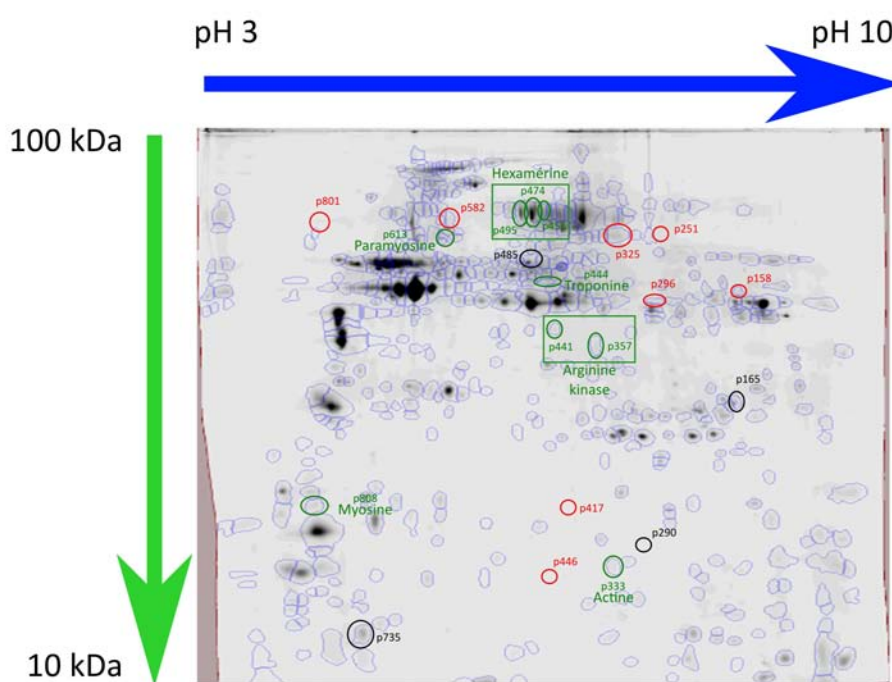 pH 3
pH 10
100 kDa
Hexamérine
p474
p801
p582
p495
p613
Paramyosine
p325
p251
p485
p444
Troponine
p296
p158
p441
p357
Arginine
kinase
p165
p808
Myosine
p417
p290
p446
p333
Actine
p735
10 kDa